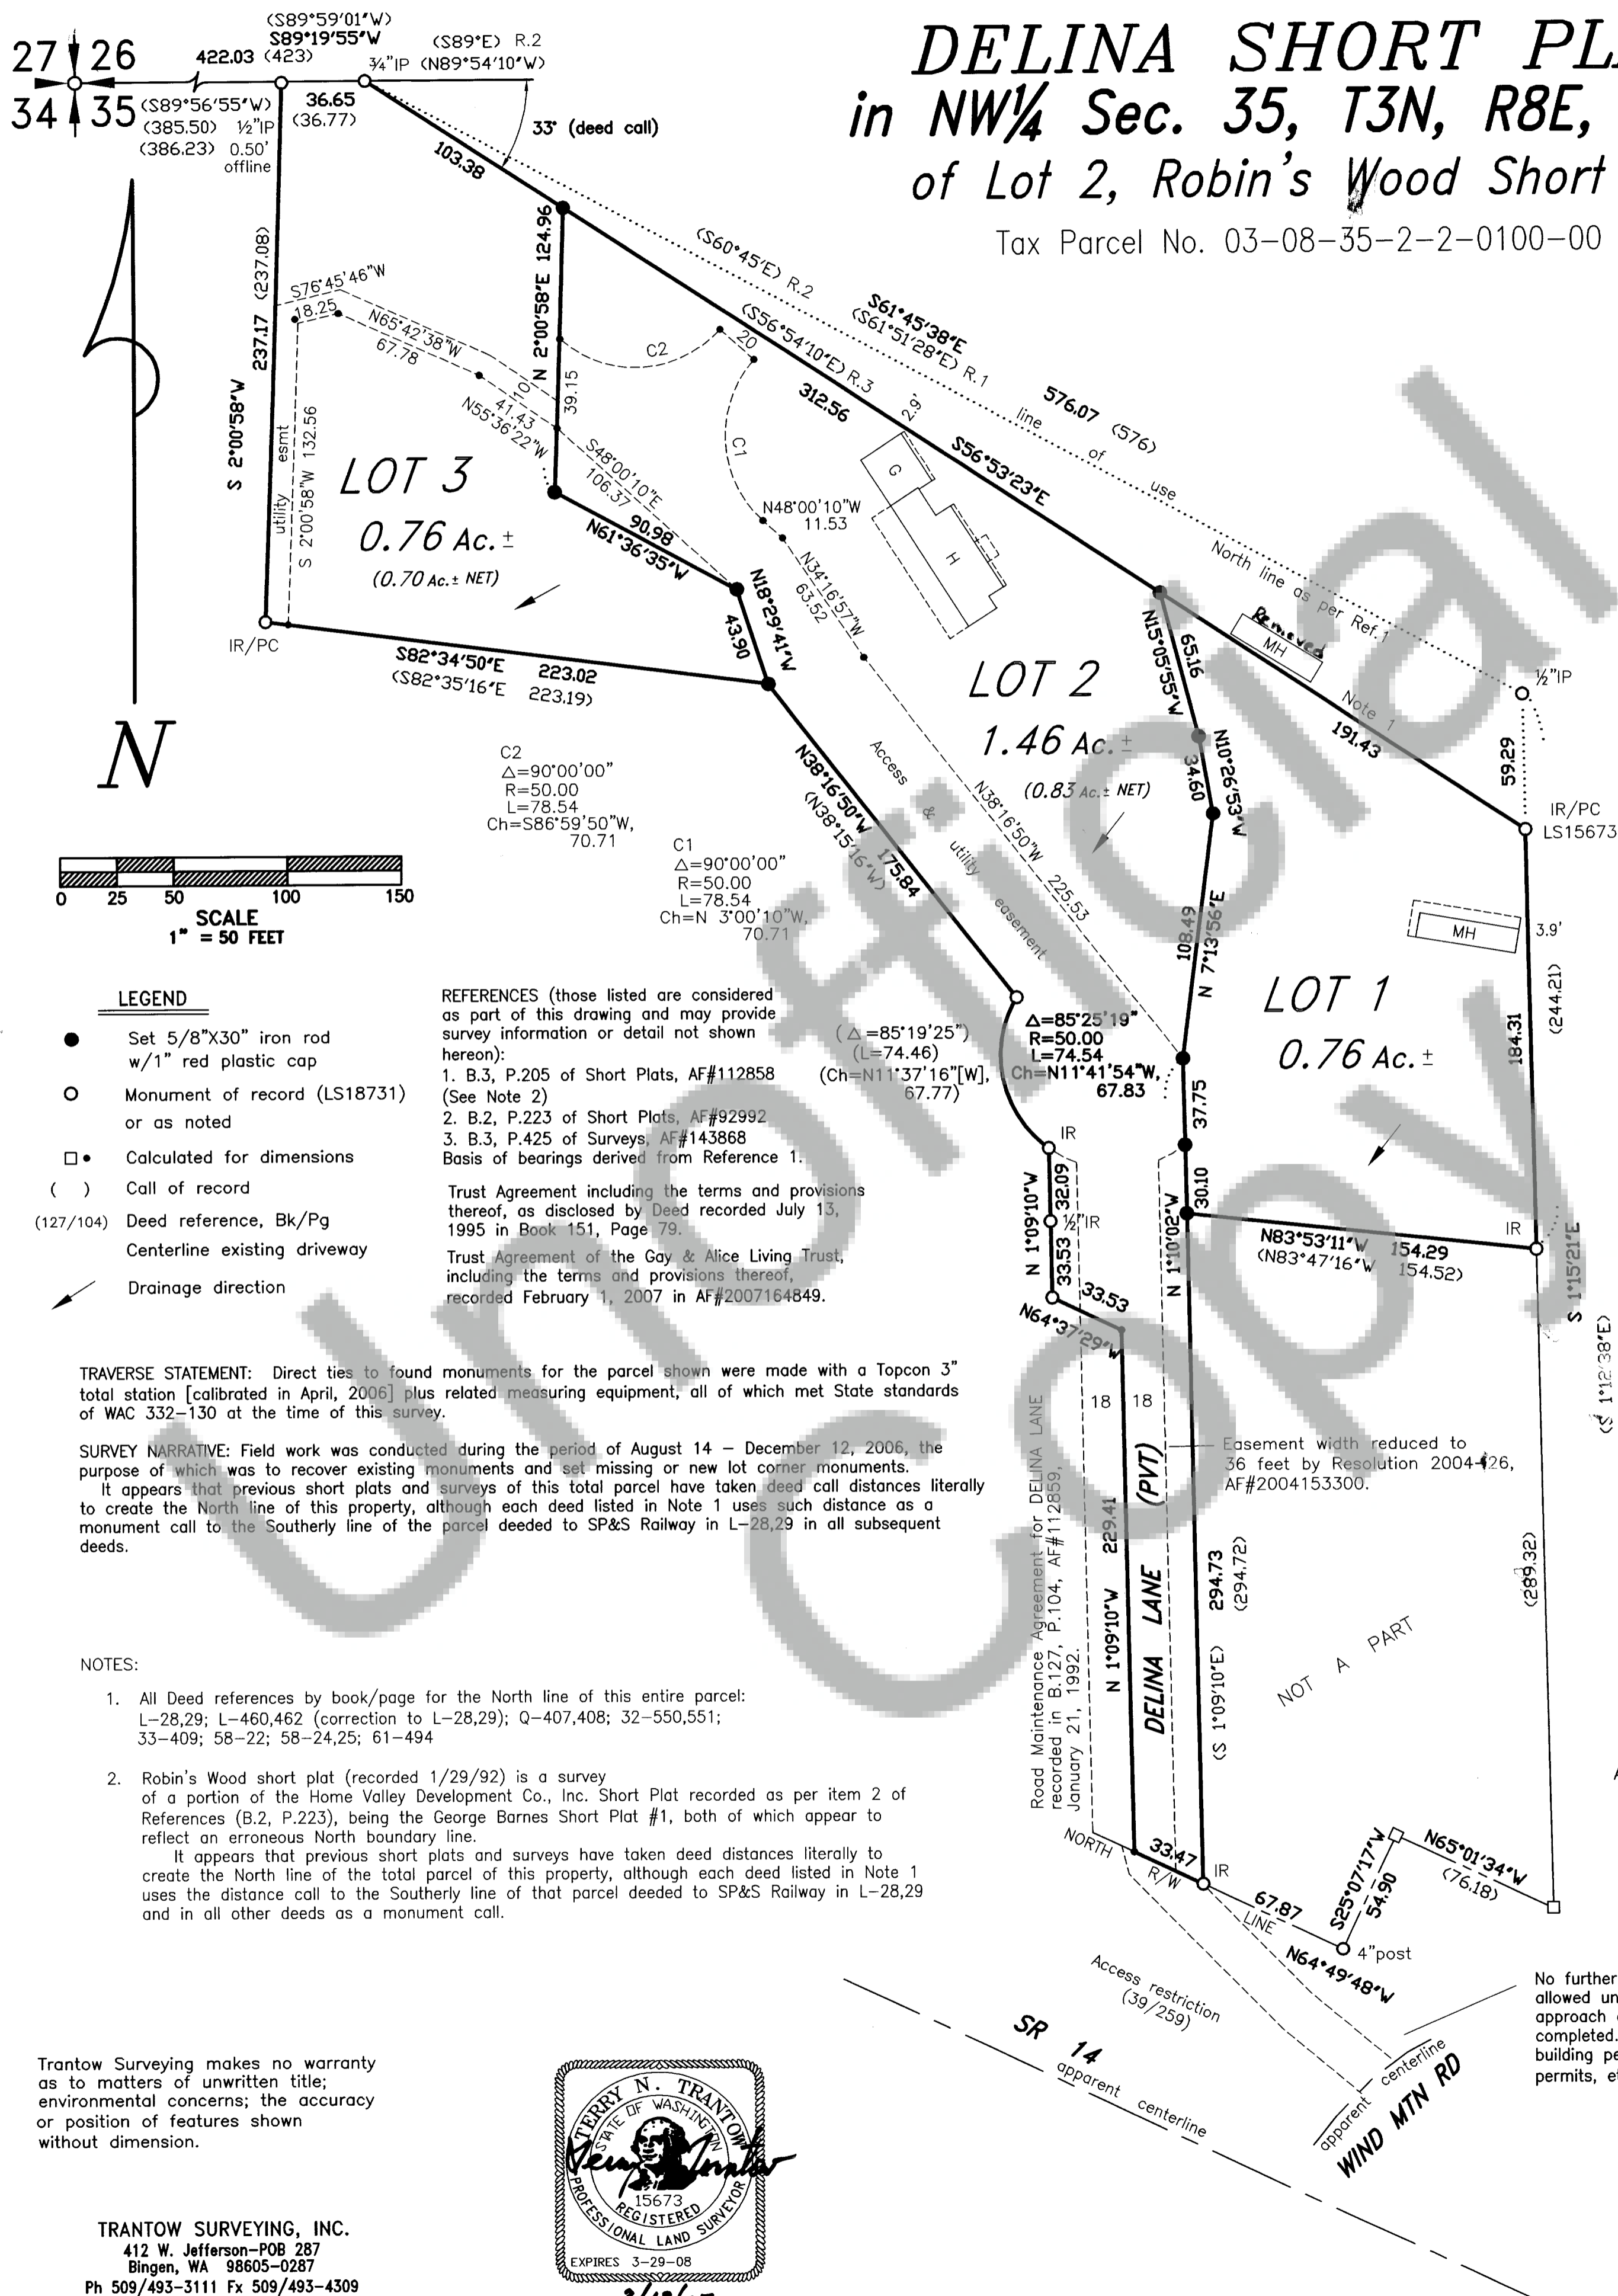 DELINA SHORT
in NW¼ Sec. 35, T3N, R8E,
of Lot 2, Robin's Wood Short
Tax Parcel No. 03-08-35-2-2-0100-00
27 26
34 35
(S89°59'01"W)
S89°19'55"W
422.03 (423)
(S89°E) R.2
¾"IP (N89°54'10"W)
(S89°56'55"W)
(385.50) ½"IP
(386.23) 0.50'
offline
36.65
(36.77)
33° (deed call)
103.38
N 2°00'58"E 124.96
39.15
237.17 (237.08)
S 2°00'58"W
S76°45'46"W
18.25
N65°42'38"W
67.78
10
41.43
N55°36'22"W
utility esmt
S 2°00'58"W 132.56
LOT 3
0.76 Ac.±
(0.70 Ac.± NET)
S48°00'10"E
106.37
90.98
N61°36'35"W
N18°29'41"W
43.90
IR/PC
S82°34'50"E 223.02
(S82°35'16"E 223.19)
C2
20
C1
(S60°45'E) R.2
S61°45'38"E
(S61°51'28"E) R.1
(S56°54'10"E) R.3
312.56
2.9'
S56°53'23"E
576.07 (576)
line of use
North line as per Ref.1
G
H
N48°00'10"W
11.53
N34°16'57"W
63.52
Removed
MH
Note 1
191.43
½"IP
59.29
IR/PC
LS15673
N15°05'55"W
65.16
N10°26'53"W
34.60
LOT 2
1.46 Ac.±
(0.83 Ac.± NET)
N38°16'50"W
(N38°15'16"W)
175.84
Access & utility easement
N38°16'50"W 225.53
108.49
N 7°13'56"E
MH
3.9'
(244.21)
184.31
LOT 1
0.76 Ac.±
C2
△=90°00'00"
R=50.00
L=78.54
Ch=S86°59'50"W,
70.71
C1
△=90°00'00"
R=50.00
L=78.54
Ch=N 3°00'10"W,
70.71
N
0 25 50 100 150
SCALE
1" = 50 FEET
LEGEND
Set 5/8"X30" iron rod
w/1" red plastic cap
Monument of record (LS18731)
or as noted
Calculated for dimensions
( ) Call of record
(127/104) Deed reference, Bk/Pg
Centerline existing driveway
Drainage direction
REFERENCES (those listed are considered
as part of this drawing and may provide
survey information or detail not shown
hereon):
1. B.3, P.205 of Short Plats, AF#112858
(See Note 2)
2. B.2, P.223 of Short Plats, AF#92992
3. B.3, P.425 of Surveys, AF#143868
Basis of bearings derived from Reference 1.
Trust Agreement including the terms and provisions
thereof, as disclosed by Deed recorded July 13,
1995 in Book 151, Page 79.
Trust Agreement of the Gay & Alice Living Trust,
including the terms and provisions thereof,
recorded February 1, 2007 in AF#2007164849.
(△=85°19'25")
(L=74.46)
(Ch=N11°37'16"[W],
67.77)
△=85°25'19"
R=50.00
L=74.54
Ch=N11°41'54"W,
67.83
37.75
30.10
N 1°10'02"W
IR
32.09
½"IR
33.53
N 1°09'10"W
33.53
N64°37'29"W
N83°53'11"W 154.29
(N83°47'16"W 154.52)
IR
S 1°15'21"E
(S 1°12'38"E)
TRAVERSE STATEMENT: Direct ties to found monuments for the parcel shown were made with a Topcon 3"
total station [calibrated in April, 2006] plus related measuring equipment, all of which met State standards
of WAC 332-130 at the time of this survey.
SURVEY NARRATIVE: Field work was conducted during the period of August 14 – December 12, 2006, the
purpose of which was to recover existing monuments and set missing or new lot corner monuments.
It appears that previous short plats and surveys of this total parcel have taken deed call distances literally
to create the North line of this property, although each deed listed in Note 1 uses such distance as a
monument call to the Southerly line of the parcel deeded to SP&S Railway in L-28,29 in all subsequent
deeds.
18 18
Easement width reduced to
36 feet by Resolution
AF#2004153300.
Road Maintenance Agreement for DELINA LANE
recorded in B.127, P.104, AF#1128859,
January 21, 1992.
N 1°09'10"W 229.41
DELINA LANE (PVT)
294.73
(294.72)
(S 1°09'10"E)
(289.32)
NOT A PART
NOTES:
1. All Deed references by book/page for the North line of this entire parcel:
L-28,29; L-460,462 (correction to L-28,29); Q-407,408; 32-550,551;
33-409; 58-22; 58-24,25; 61-494
2. Robin's Wood short plat (recorded 1/29/92) is a survey
of a portion of the Home Valley Development Co., Inc. Short Plat recorded as per item 2 of
References (B.2, P.223), being the George Barnes Short Plat #1, both of which appear to
reflect an erroneous North boundary line.
It appears that previous short plats and surveys have taken deed distances literally to
create the North line of the total parcel of this property, although each deed listed in Note 1
uses the distance call to the Southerly line of that parcel deeded to SP&S Railway in L-28,29
and in all other deeds as a monument call.
NORTH R/W LINE
33.47
IR
67.87
N64°49'48"W
4"post
S25°07'17"W
54.90
N65°01'34"W
(76.18)
Access restriction
(39/259)
SR 14
apparent centerline
apparent centerline
WIND MTN RD
No further
allowed
approach
completed.
building
permits,
Trantow Surveying makes no warranty
as to matters of unwritten title;
environmental concerns; the accuracy
or position of features shown
without dimension.
TRANTOW SURVEYING, INC.
412 W. Jefferson-POB 287
Bingen, WA 98605-0287
Ph 509/493-3111 Fx 509/493-4309
TERRY N. TRANTOW
STATE OF WASHINGTON
15673
REGISTERED
PROFESSIONAL LAND SURVEYOR
EXPIRES 3-29-08
Unofficial
Copy